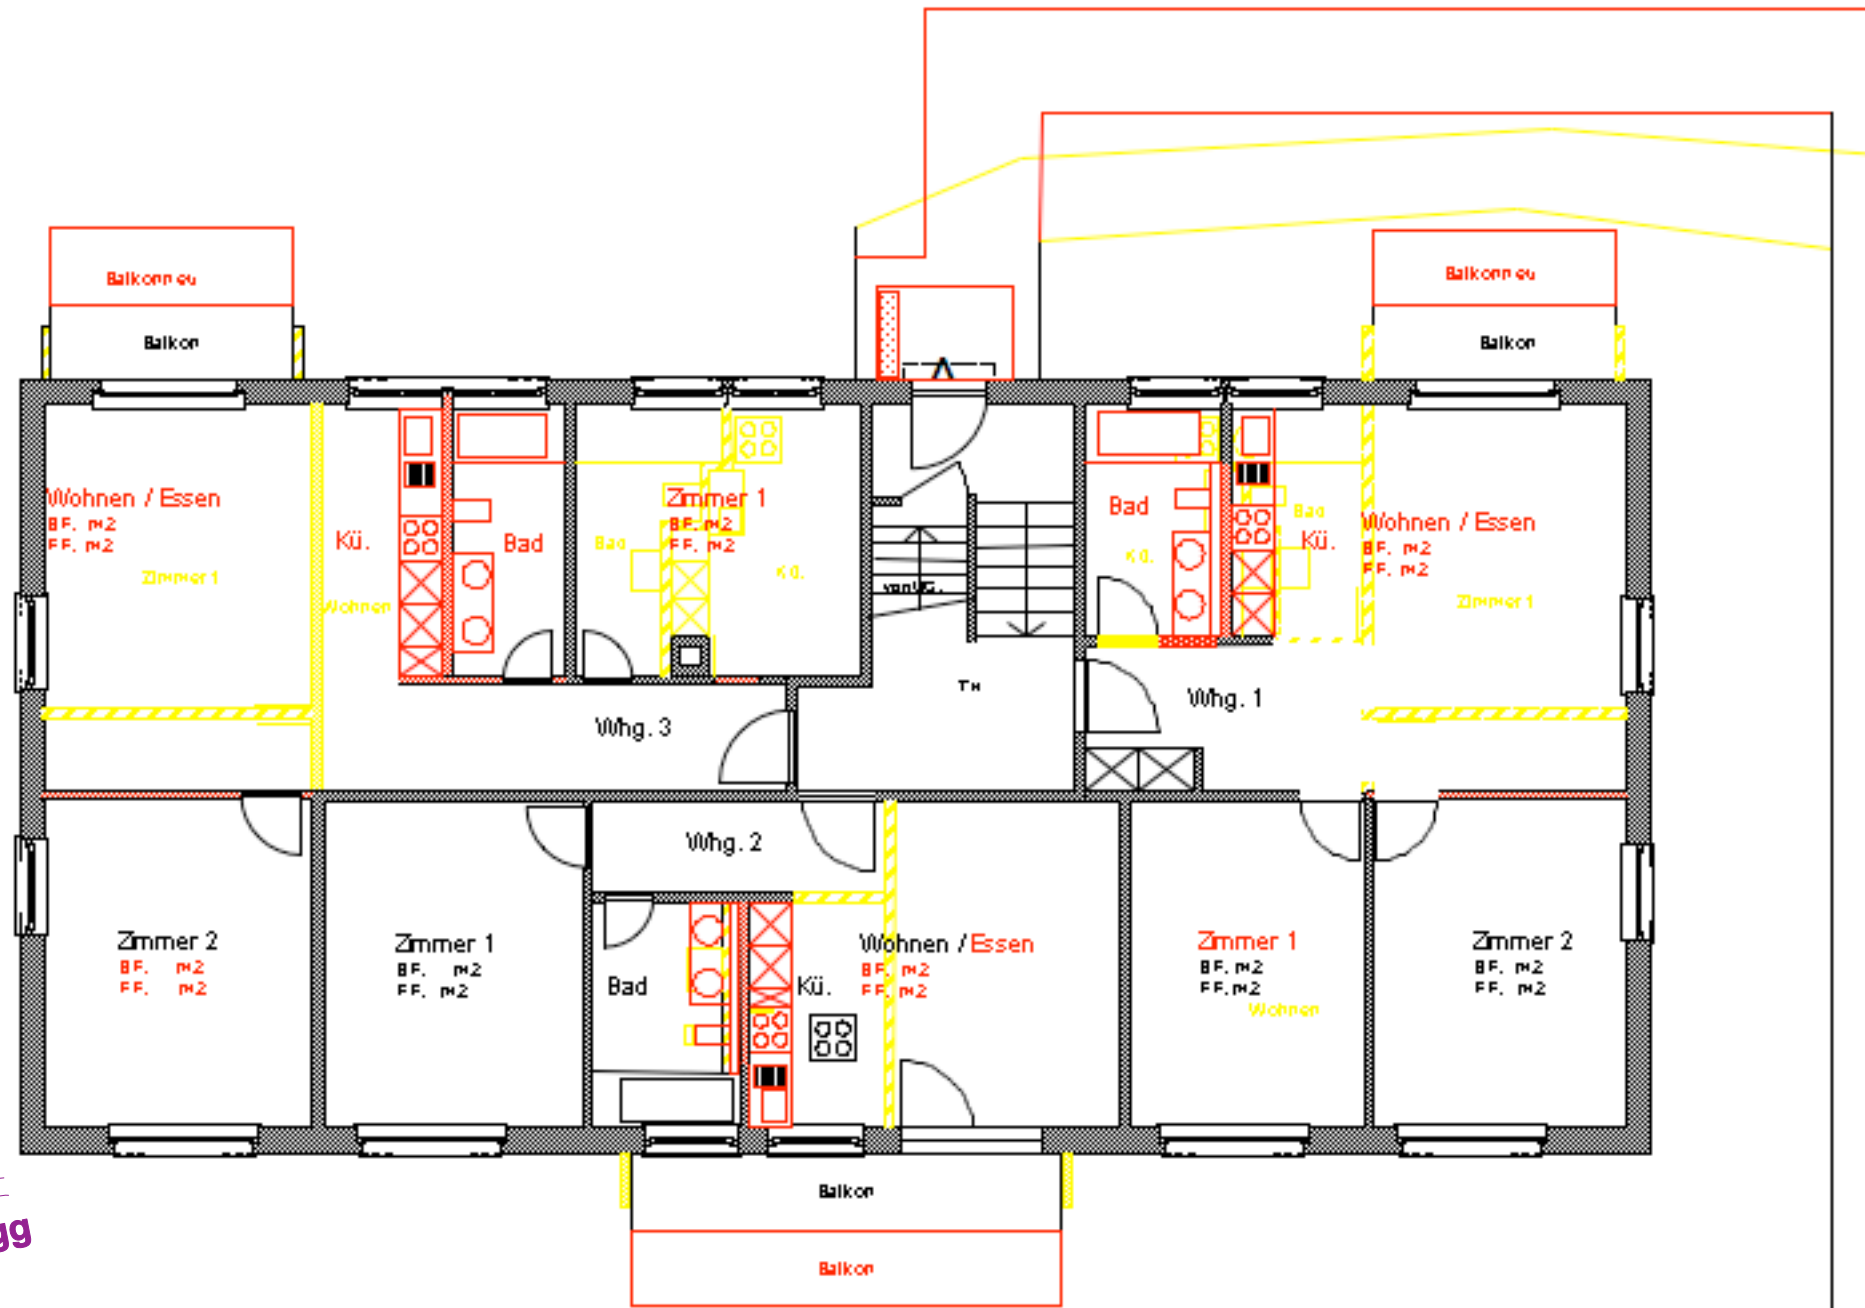 Balkon neu
Balkon neu
Balkon
Balkon
Wohnen / Essen
BF. m2
FF. m2
Zimmer 1
Wohnen
Kü.
Bad
Bad
Zimmer 1
BF. m2
FF. m2
Kü.
von UG.
TH
Bad
Kü.
Bad
Kü.
Wohnen / Essen
BF. m2
FF. m2
Zimmer 1
Whg. 3
Whg. 1
Whg. 2
Zimmer 2
BF. m2
FF. m2
Zimmer 1
BF. m2
FF. m2
Bad
Kü.
Wohnen / Essen
BF. m2
FF. m2
Zimmer 1
BF. m2
FF. m2
Wohnen
Zimmer 2
BF. m2
FF. m2
Balkon
Balkon
gg